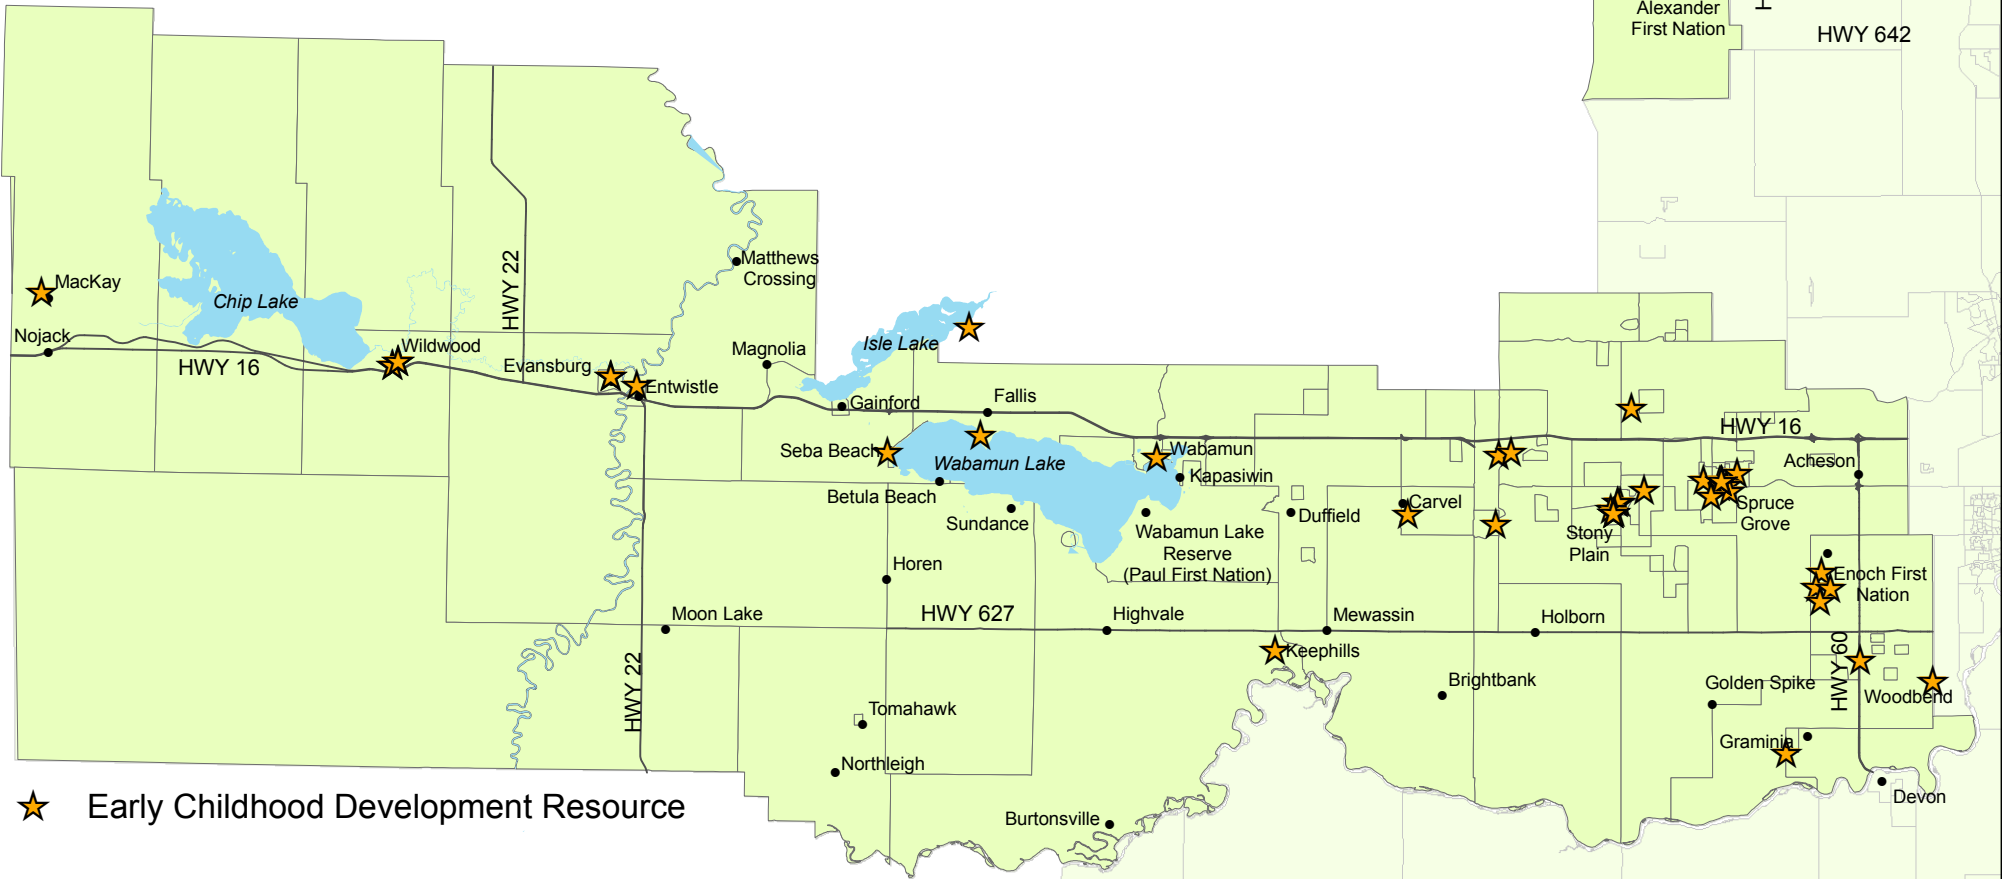 Alexander
First Nation
H
HWY 642
HWY 22
Matthews
Crossing
MacKay
Chip Lake
Nojack
HWY 16
Wildwood
Evansburg
Entwistle
Magnolia
Isle Lake
Gainford
Fallis
HWY 16
Seba Beach
Wabamun Lake
Wabamun
Kapasiwin
Acheson
Betula Beach
Sundance
Duffield
Carvel
Spruce
Grove
Wabamun Lake
Reserve
(Paul First Nation)
Stony
Plain
Horen
Enoch First
Nation
Moon Lake
HWY 627
Highvale
Mewassin
Holborn
Keephills
HWY 22
HWY 60
Brightbank
Golden Spike
Woodbend
Tomahawk
Graminia
Northleigh
Devon
Burtonsville
Early Childhood Development Resource